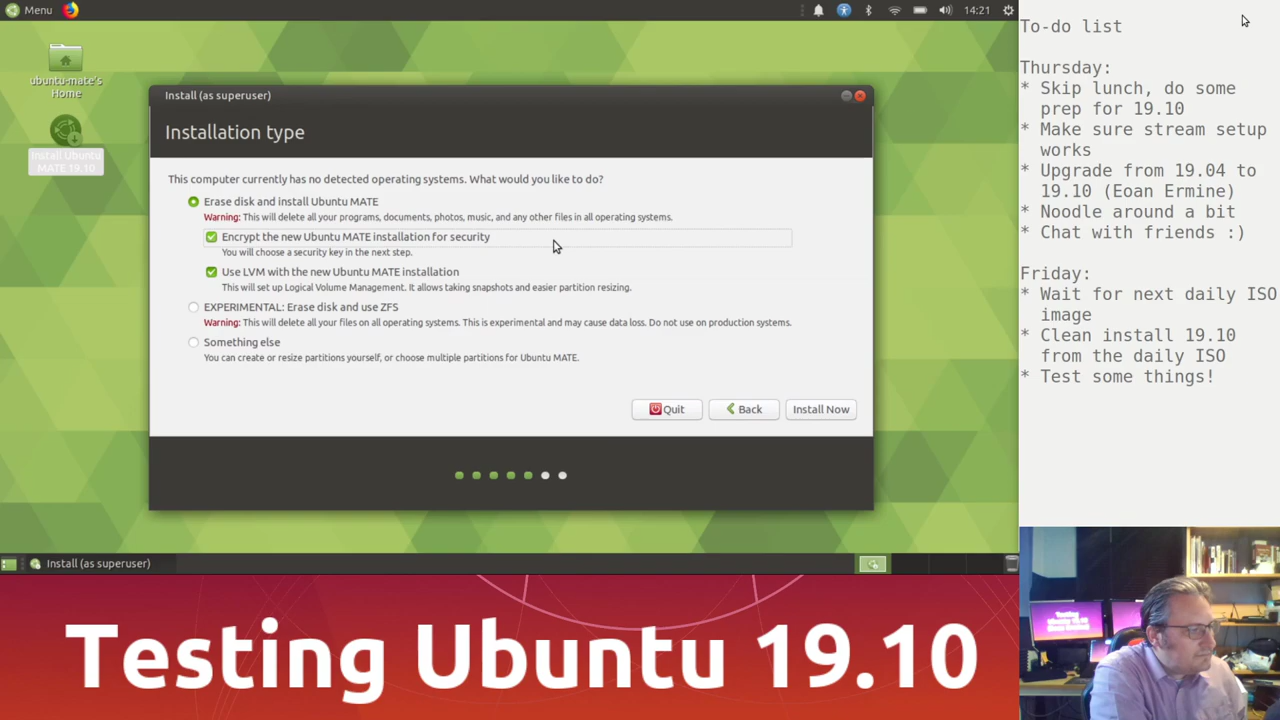 Menu
14:21
ubuntu-mate's
Home
Install Ubuntu
MATE 19.10
Install (as superuser)
Installation type
This computer currently has no detected operating systems. What would you like to do?
Erase disk and install Ubuntu MATE
Warning: This will delete all your programs, documents, photos, music, and any other files in all operating systems.
Encrypt the new Ubuntu MATE installation for security
You will choose a security key in the next step.
Use LVM with the new Ubuntu MATE installation
This will set up Logical Volume Management. It allows taking snapshots and easier partition resizing.
EXPERIMENTAL: Erase disk and use ZFS
Warning: This will delete all your files on all operating systems. This is experimental and may cause data loss. Do not use on production systems.
Something else
You can create or resize partitions yourself, or choose multiple partitions for Ubuntu MATE.
Quit
Back
Install Now
Install (as superuser)
To-do list
Thursday:
* Skip lunch, do some
prep for 19.10
* Make sure stream setup
works
* Upgrade from 19.04 to
19.10 (Eoan Ermine)
* Noodle around a bit
* Chat with friends :)
Friday:
* Wait for next daily ISO
image
* Clean install 19.10
from the daily ISO
* Test some things!
Testing Ubuntu 19.10